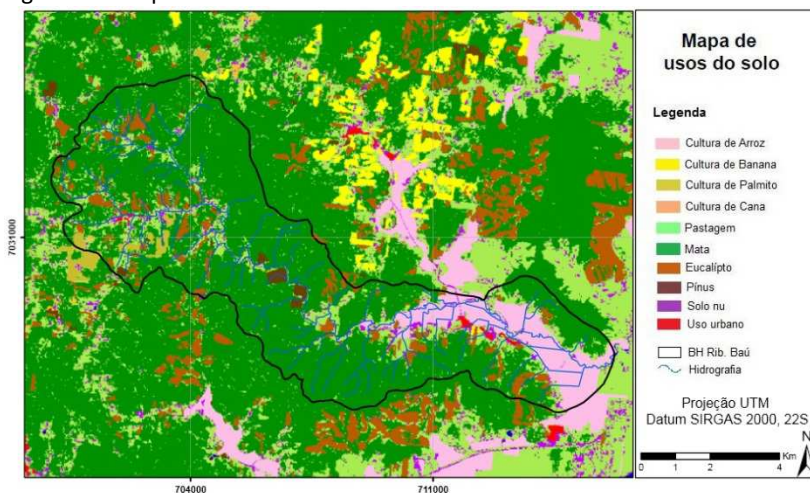 Mapa de
usos do solo
Legenda
Cultura de Arroz
Cultura de Banana
Cultura de Palmito
Cultura de Cana
Pastagem
Mata
Eucalípto
Pínus
Solo nu
Uso urbano
BH Rib. Baú
Hidrografia
Projeção UTM
Datum SIRGAS 2000, 22S
N
0 1 2 4 Km
7031000
704000
711000